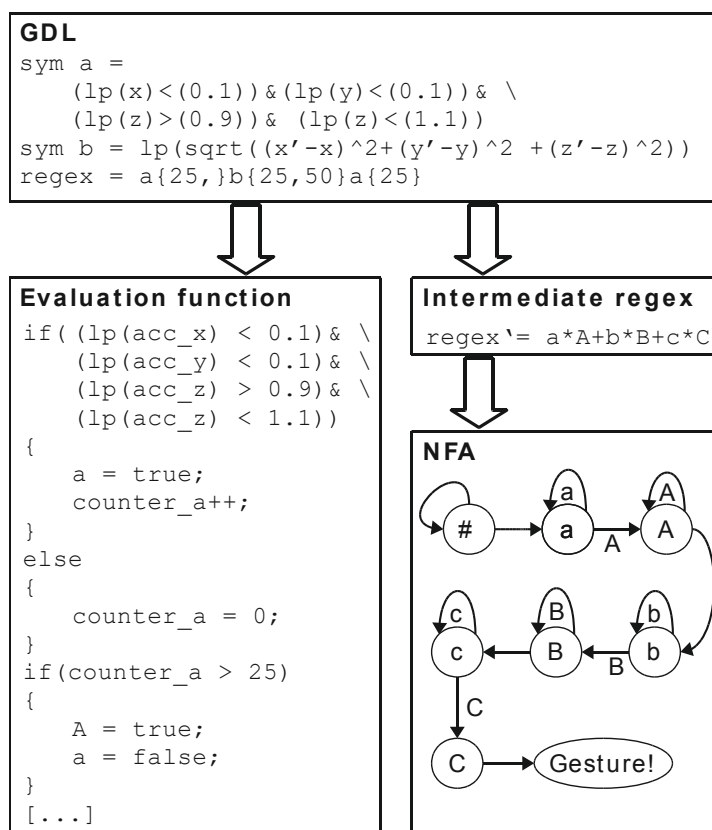 GDL
sym a =
(lp(x)<(0.1))&(lp(y)<(0.1))& \
(lp(z)>(0.9))& (lp(z)<(1.1))
sym b = lp(sqrt((x′-x)^2+(y′-y)^2 +(z′-z)^2))
regex = a{25,}b{25,50}a{25}
Evaluation function
if( (lp(acc_x) < 0.1)& \
(lp(acc_y) < 0.1)& \
(lp(acc_z) > 0.9)& \
(lp(acc_z) < 1.1))
{
a = true;
counter_a++;
}
else
{
counter_a = 0;
}
if(counter_a > 25)
{
A = true;
a = false;
}
[...]
Intermediate regex
regex‵= a*A+b*B+c*C
NFA
a A
# a A A
c B b
c B B b
C
C Gesture!